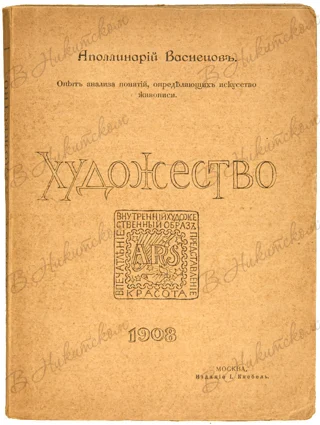 Аполлинарій Васнецовъ.
Опытъ анализа понятій, опредѣляющихъ искусство
живописи.
ХУДОЖЕСТВО
ВНУТРЕННІЙ ХУДОЖЕ
СТВЕННЫЙ ОБРАЗЪ
ВПЕЧАТЛѢНІЕ
ARS
ПРЕДСТАВЛЕНІЕ
КРАСОТА
1908
МОСКВА.
Изданіе І. Кнебель.
В. Никитского